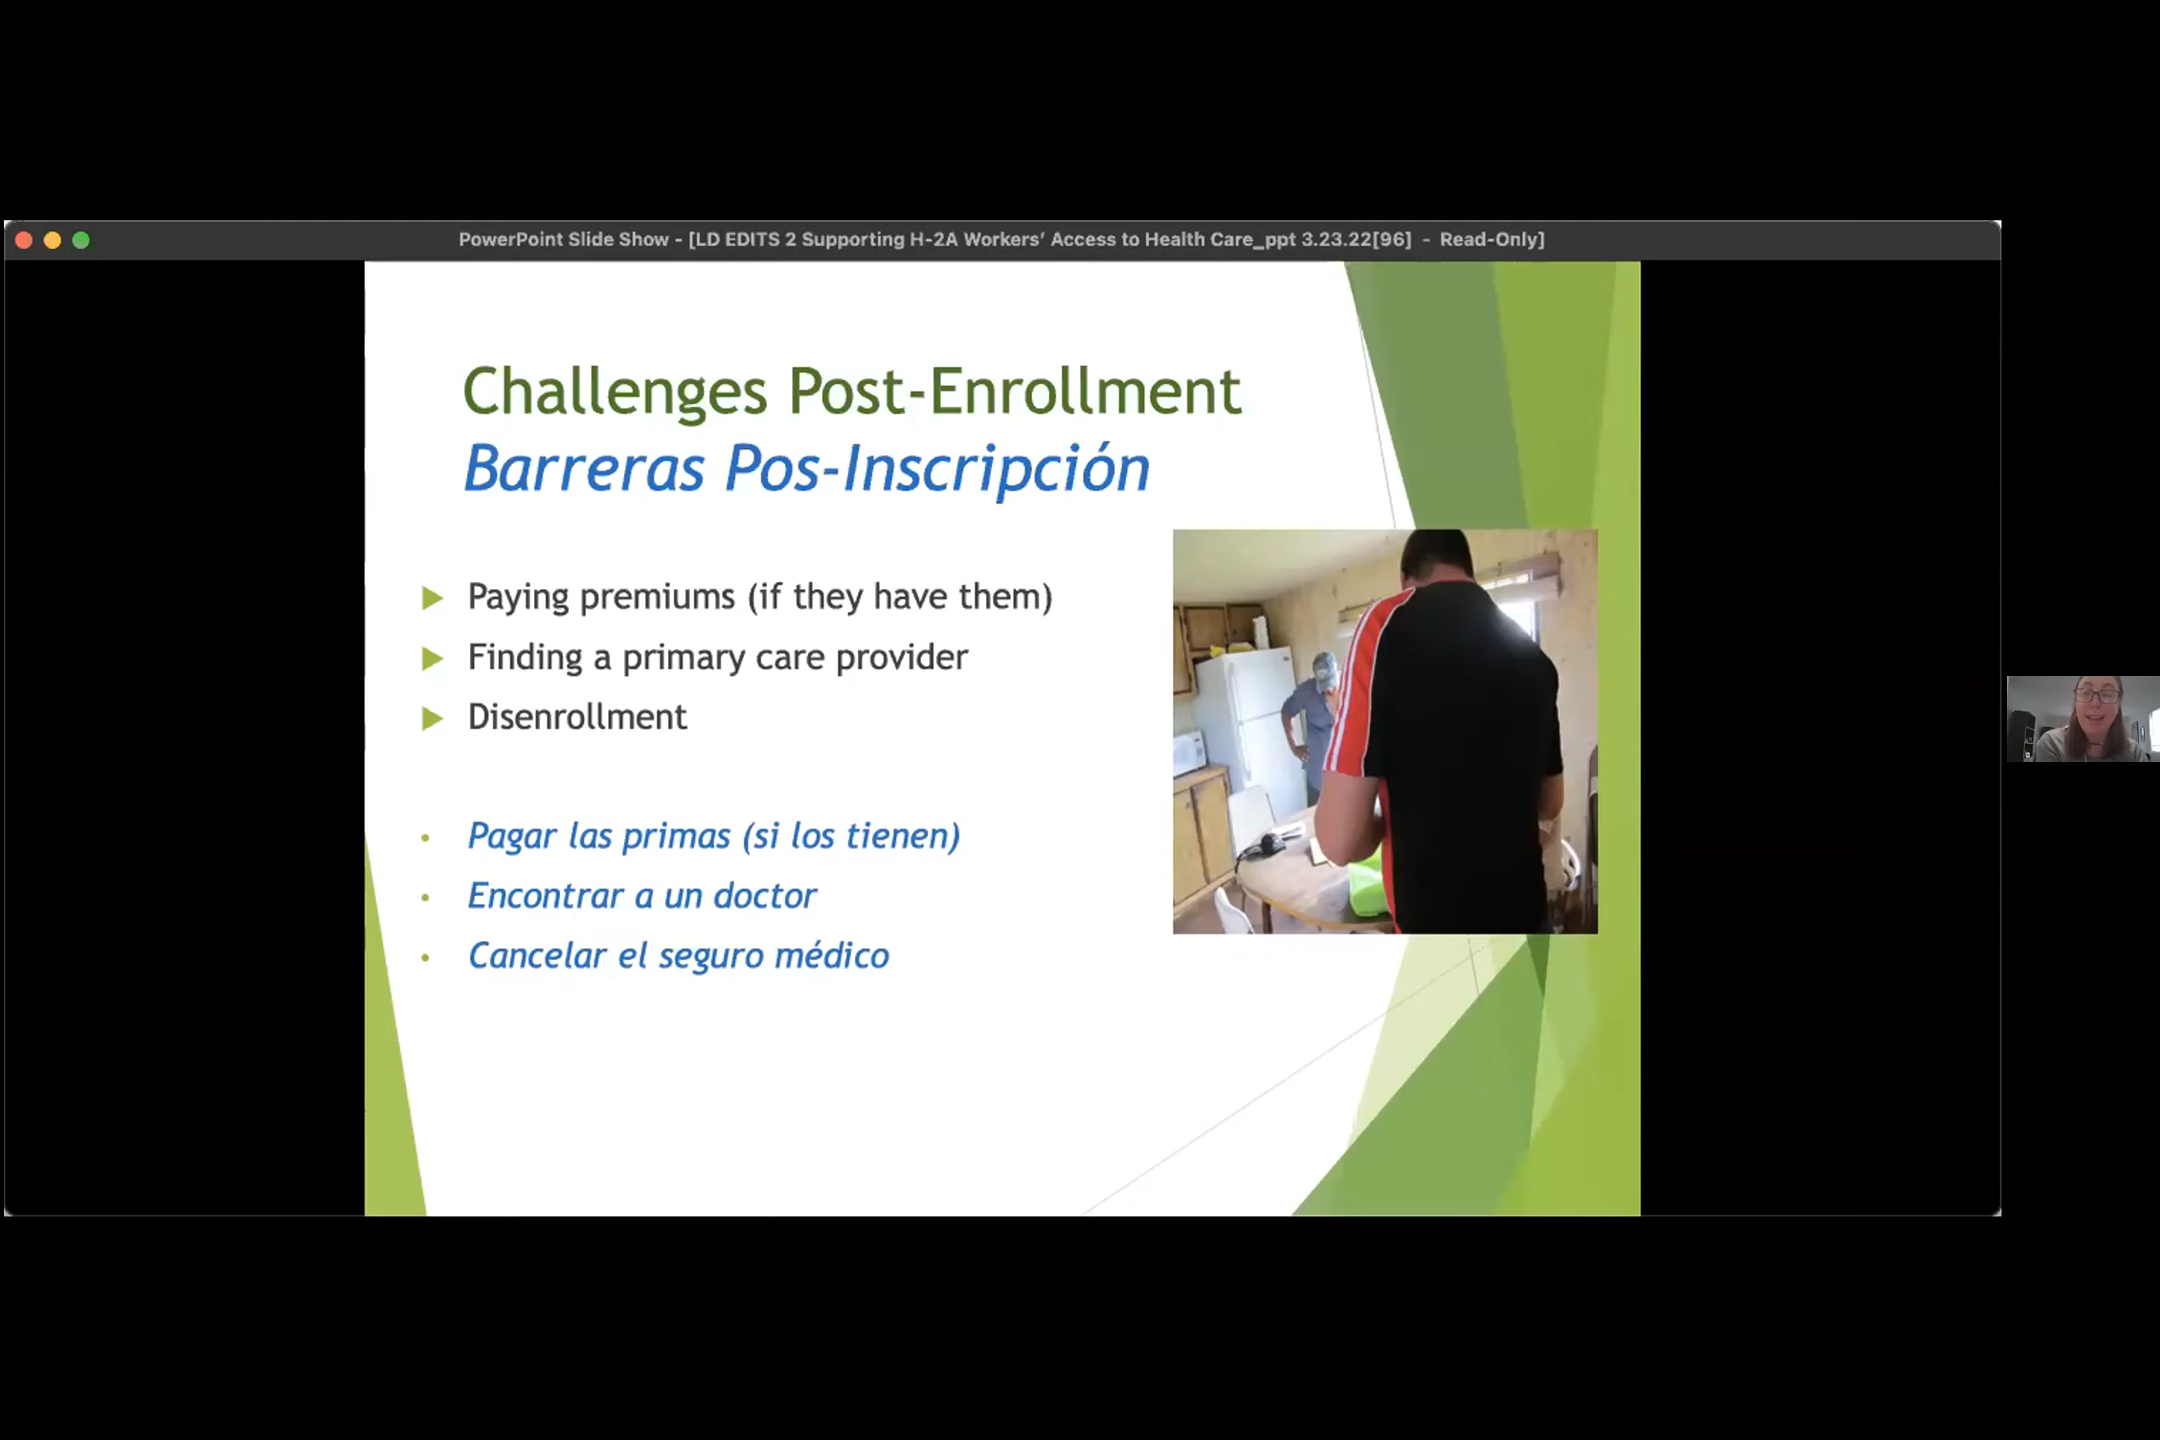 PowerPoint Slide Show - [LD EDITS 2 Supporting H-2A Workers' Access to Health Care_ppt 3.23.22[96] - Read-Only]
Challenges Post-Enrollment
Barreras Pos-Inscripción
Paying premiums (if they have them)
Finding a primary care provider
Disenrollment
Pagar las primas (si los tienen)
Encontrar a un doctor
Cancelar el seguro médico